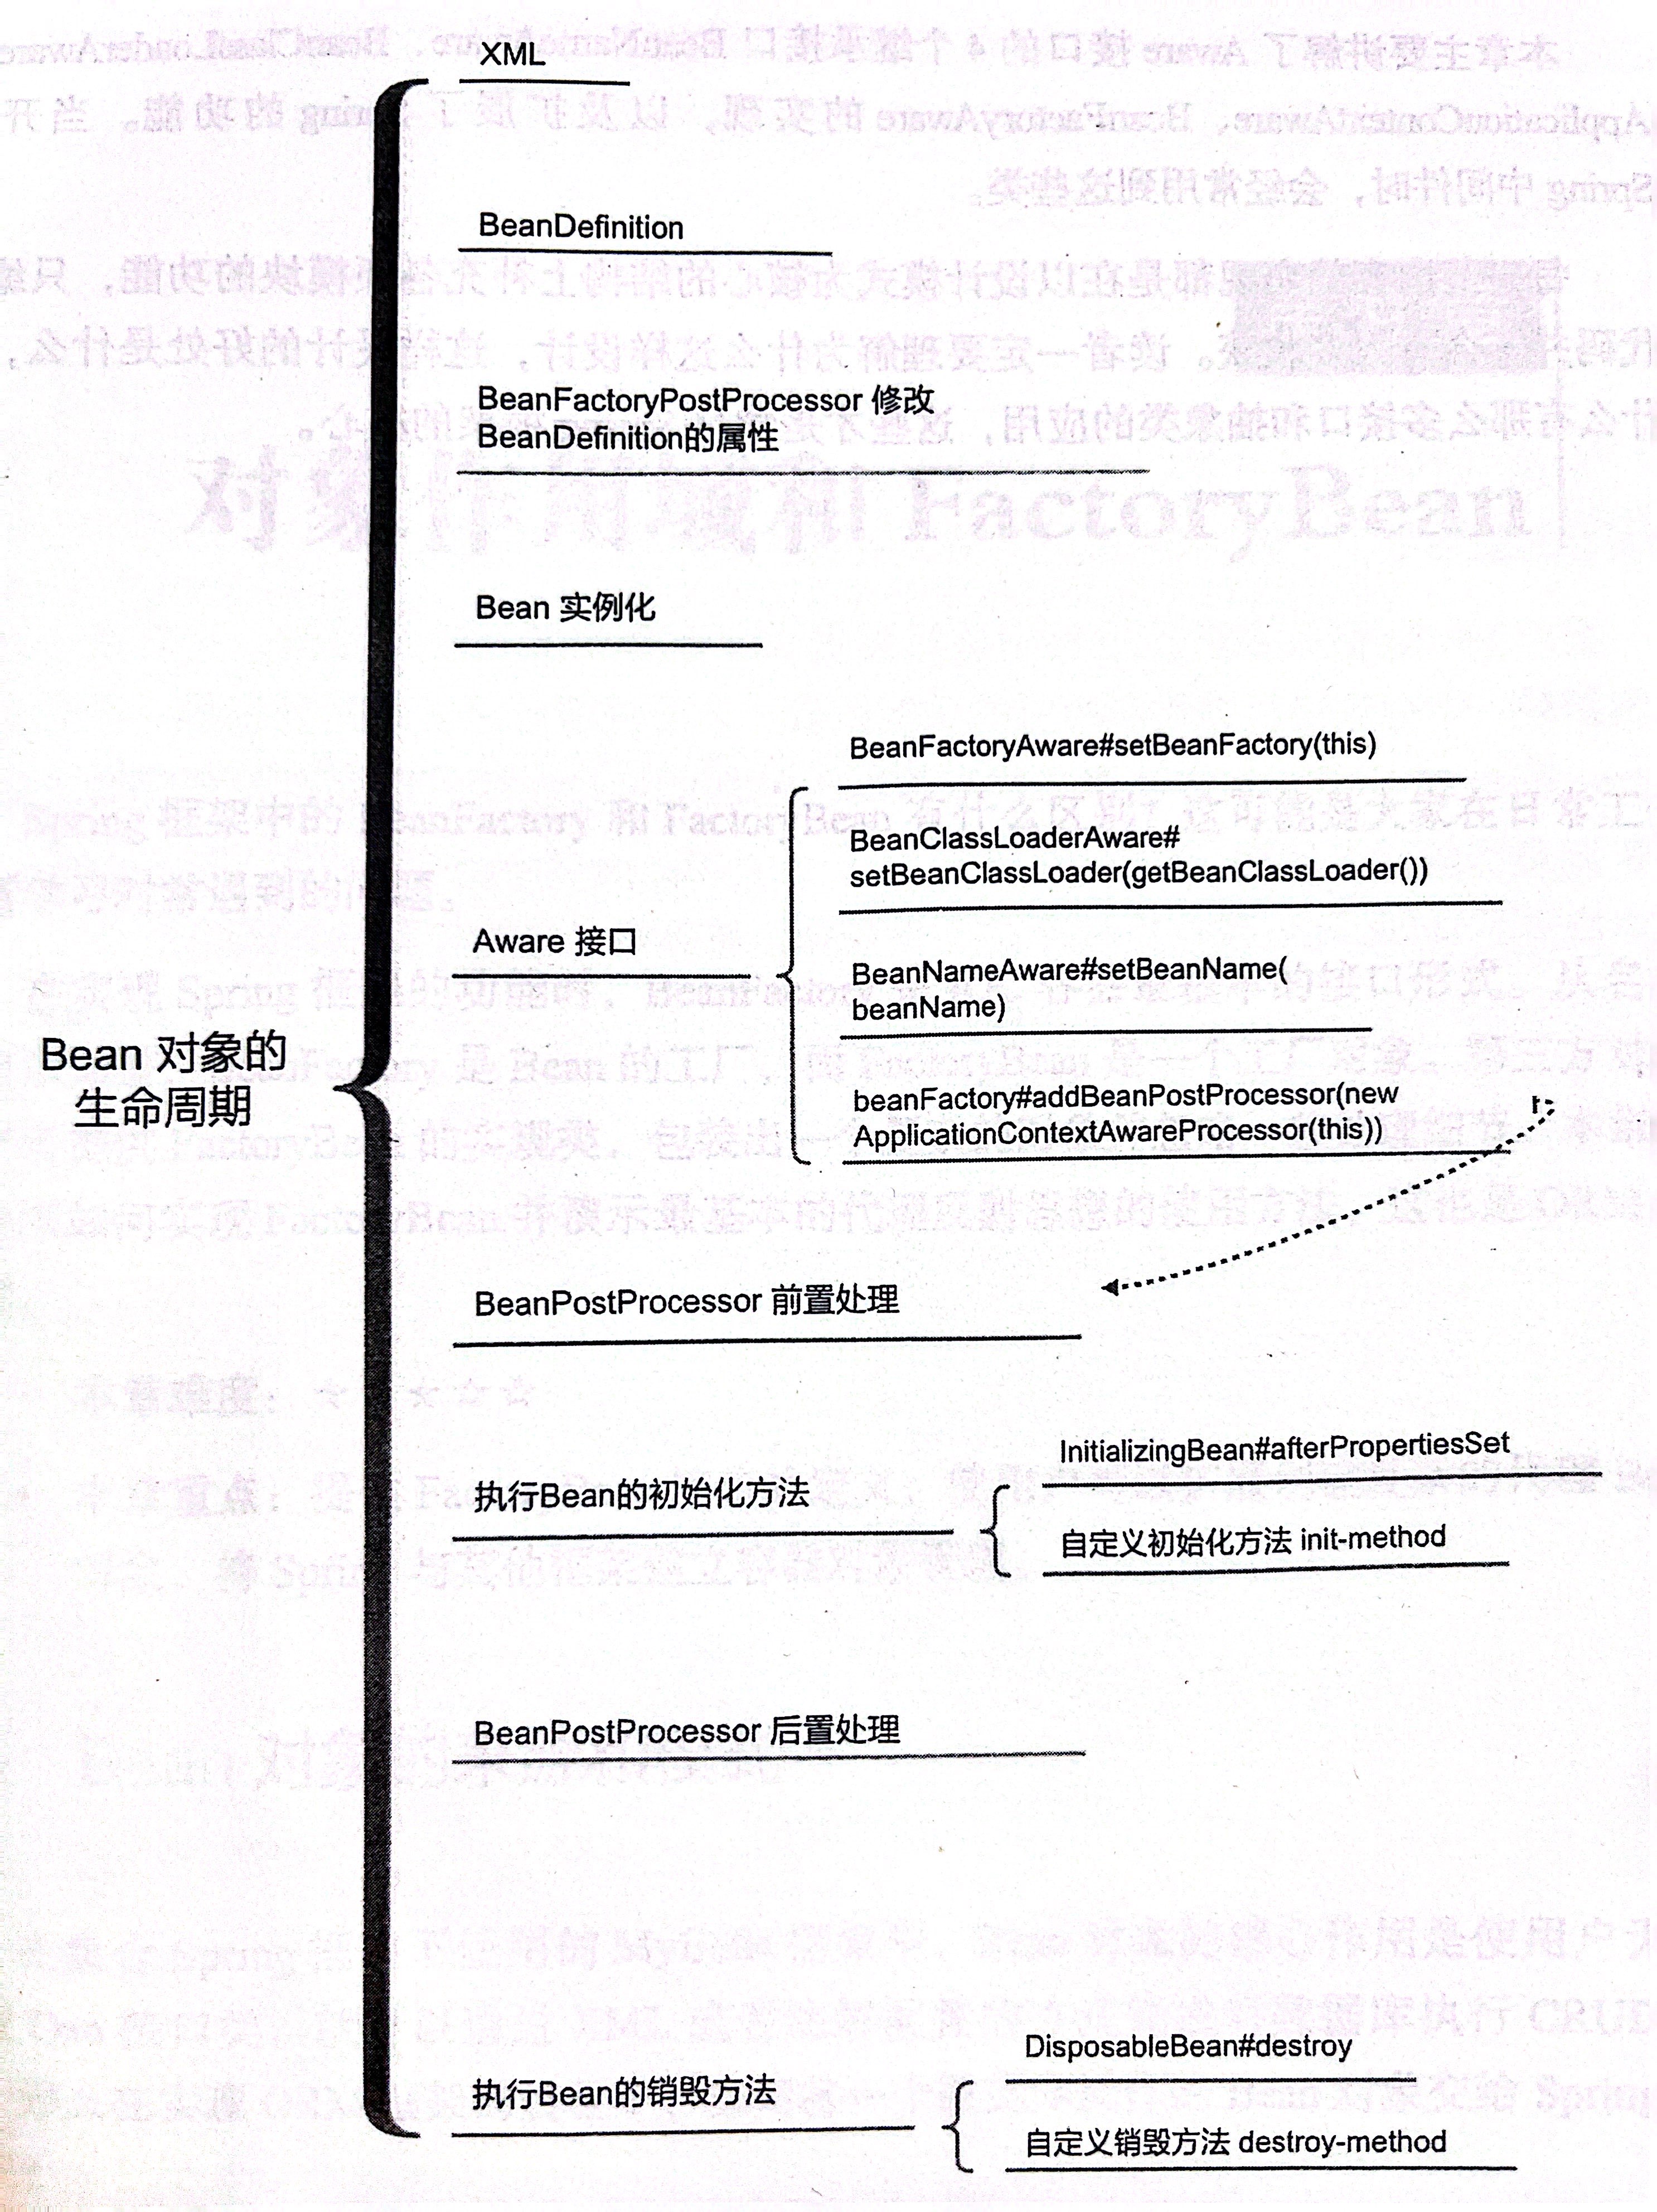 XML
BeanDefinition
BeanFactoryPostProcessor 修改
BeanDefinition的属性
Bean 实例化
BeanFactoryAware#setBeanFactory(this)
BeanClassLoaderAware#
setBeanClassLoader(getBeanClassLoader())
Aware 接口
BeanNameAware#setBeanName(
beanName)
Bean 对象的
生命周期
beanFactory#addBeanPostProcessor(new
ApplicationContextAwareProcessor(this))
BeanPostProcessor 前置处理
InitializingBean#afterPropertiesSet
执行Bean的初始化方法
自定义初始化方法 init-method
BeanPostProcessor 后置处理
DisposableBean#destroy
执行Bean的销毁方法
自定义销毁方法 destroy-method